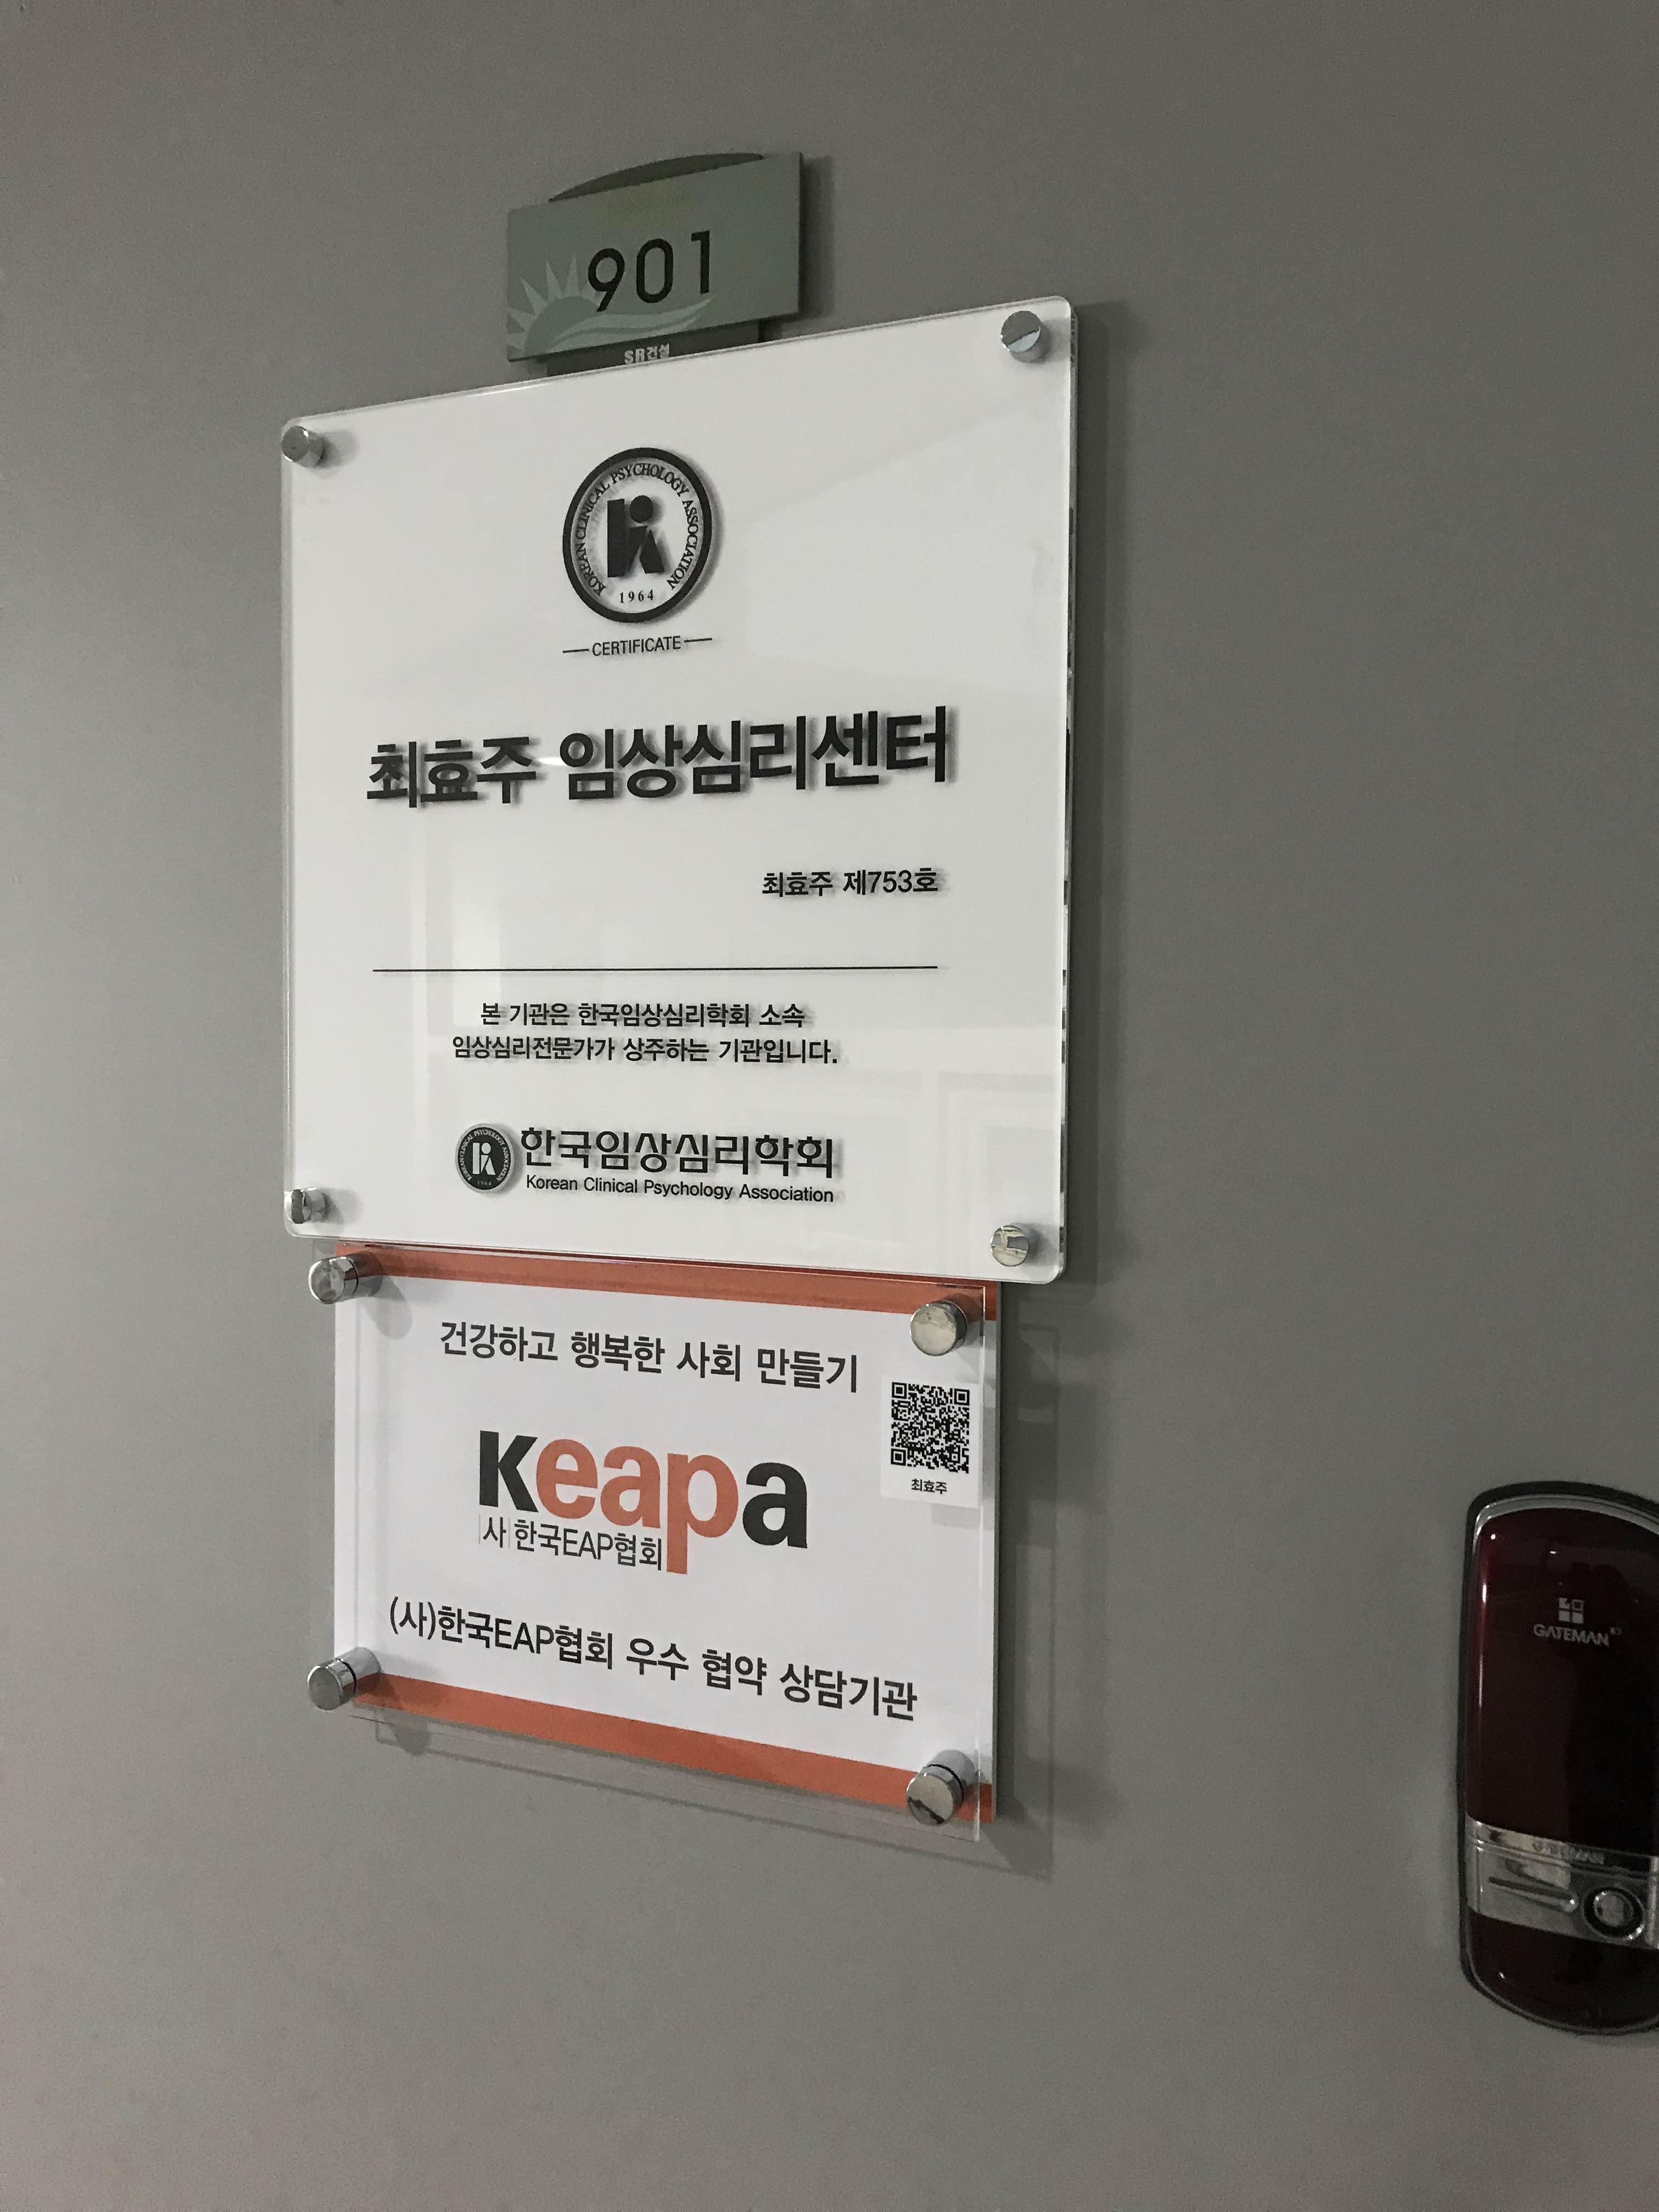 901
SR건설
KOREAN CLINICAL PSYCHOLOGY ASSOCIATION
1964
CERTIFICATE
최효주 임상심리센터
최효주 제753호
본 기관은 한국임상심리학회 소속
임상심리전문가가 상주하는 기관입니다.
한국임상심리학회
Korean Clinical Psychology Association
건강하고 행복한 사회 만들기
keapa
사 한국EAP협회
최효주
(사)한국EAP협회 우수 협약 상담기관
GATEMAN